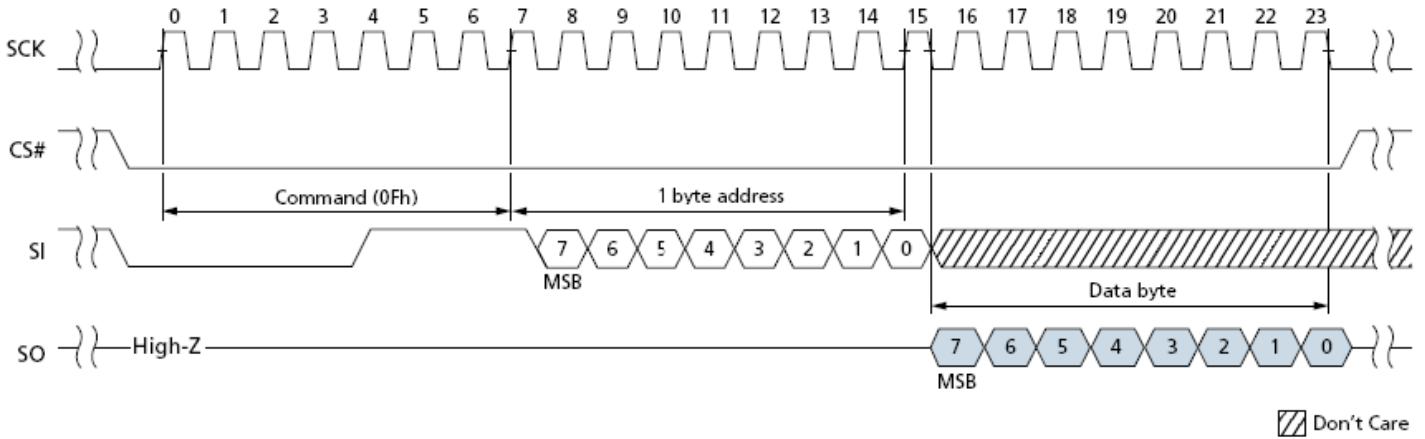 0 1 2 3 4 5 6 7 8 9 10 11 12 13 14 15 16 17 18 19 20 21 22 23
SCK
CS#
Command (0Fh) 1 byte address
SI 7 6 5 4 3 2 1 0
MSB
Data byte
SO High-Z 7 6 5 4 3 2 1 0
MSB
Don't Care